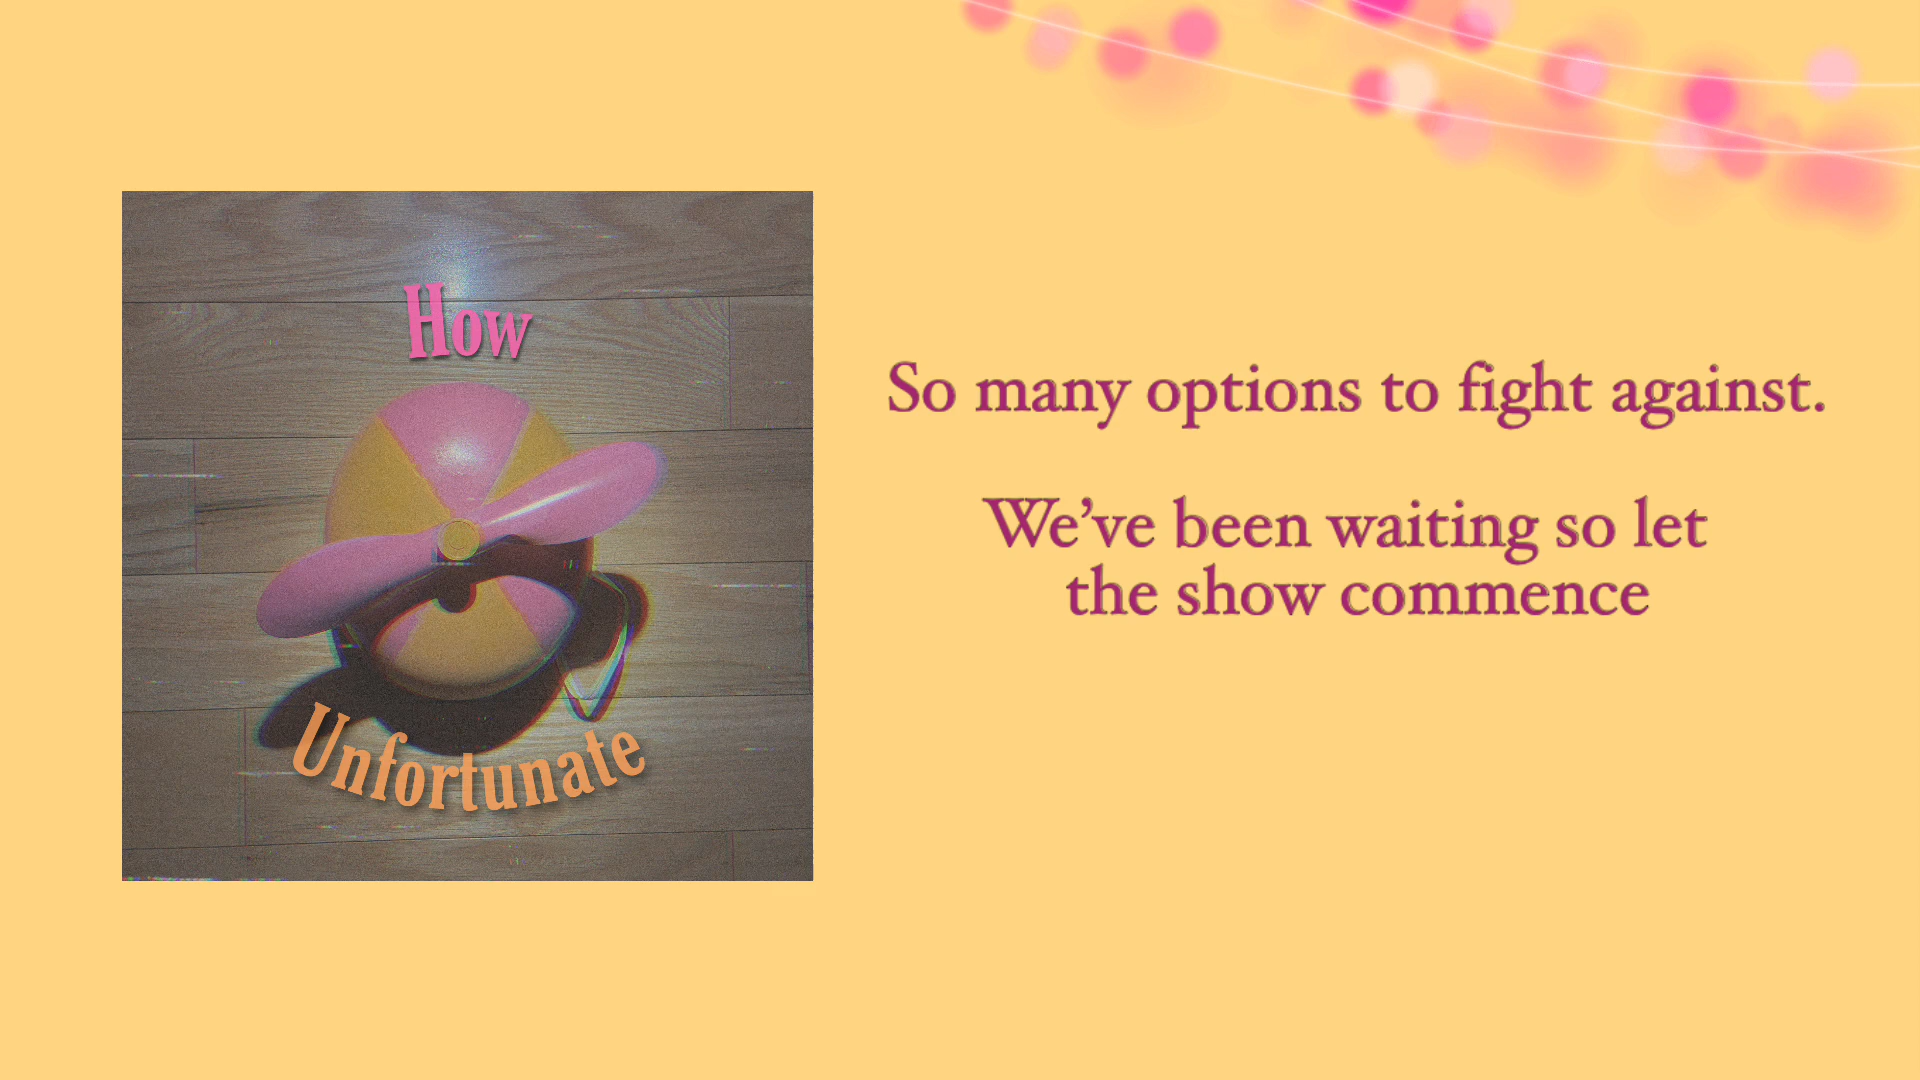 How
Unfortunate
So many options to fight against.
We’ve been waiting so let
the show commence